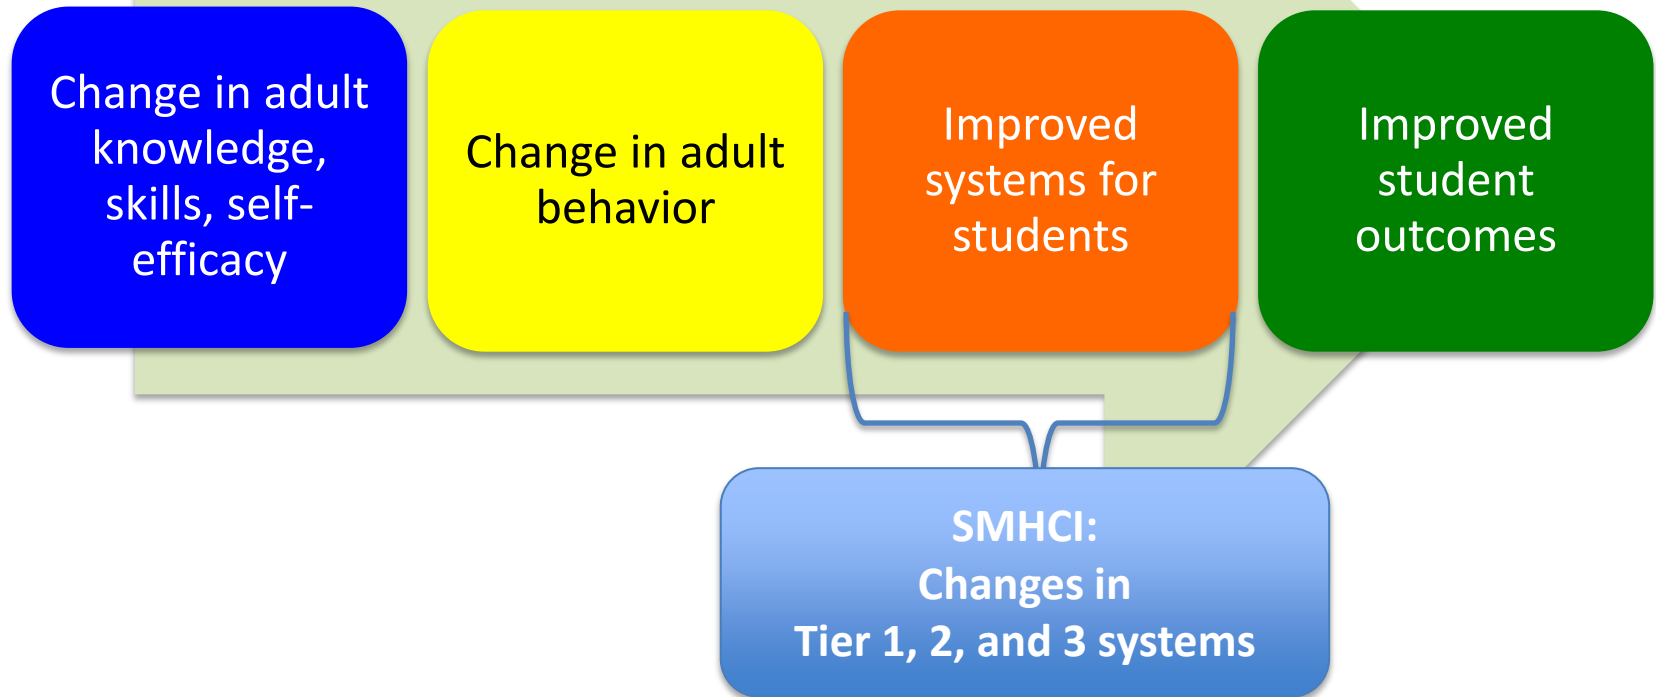 Change in adult
knowledge,
skills, self-
efficacy
Change in adult
behavior
Improved
systems for
students
Improved
student
outcomes
SMHCI:
Changes in
Tier 1, 2, and 3 systems